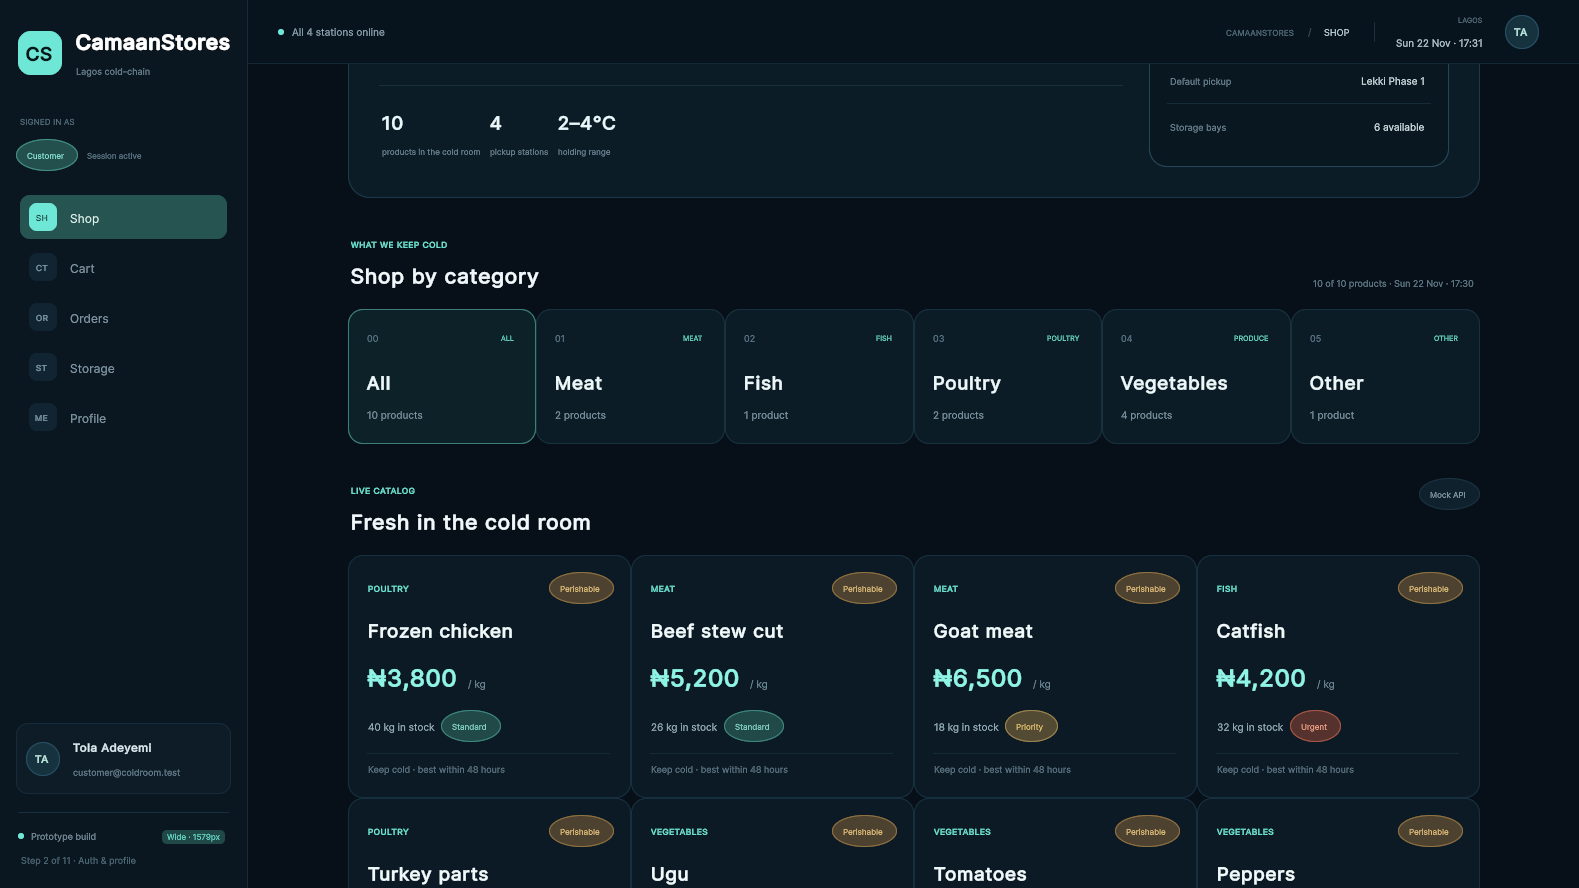 CS
CamaanStores
Lagos cold-chain
SIGNED IN AS
Customer
Session active
SH
Shop
CT
Cart
OR
Orders
ST
Storage
ME
Profile
TA
Tola Adeyemi
customer@coldroom.test
Prototype build
Wide · 1579px
Step 2 of 11 · Auth & profile
All 4 stations online
CAMAANSTORES / SHOP
LAGOS
Sun 22 Nov · 17:31
TA
10
products in the cold room
4
pickup stations
2–4°C
holding range
Default pickup
Lekki Phase 1
Storage bays
6 available
WHAT WE KEEP COLD
Shop by category
10 of 10 products · Sun 22 Nov · 17:30
00
ALL
All
10 products
01
MEAT
Meat
2 products
02
FISH
Fish
1 product
03
POULTRY
Poultry
2 products
04
PRODUCE
Vegetables
4 products
05
OTHER
Other
1 product
LIVE CATALOG
Fresh in the cold room
Mock API
POULTRY
Perishable
Frozen chicken
₦3,800 / kg
40 kg in stock
Standard
Keep cold · best within 48 hours
MEAT
Perishable
Beef stew cut
₦5,200 / kg
26 kg in stock
Standard
Keep cold · best within 48 hours
MEAT
Perishable
Goat meat
₦6,500 / kg
18 kg in stock
Priority
Keep cold · best within 48 hours
FISH
Perishable
Catfish
₦4,200 / kg
32 kg in stock
Urgent
Keep cold · best within 48 hours
POULTRY
Perishable
Turkey parts
VEGETABLES
Perishable
Ugu
VEGETABLES
Perishable
Tomatoes
VEGETABLES
Perishable
Peppers